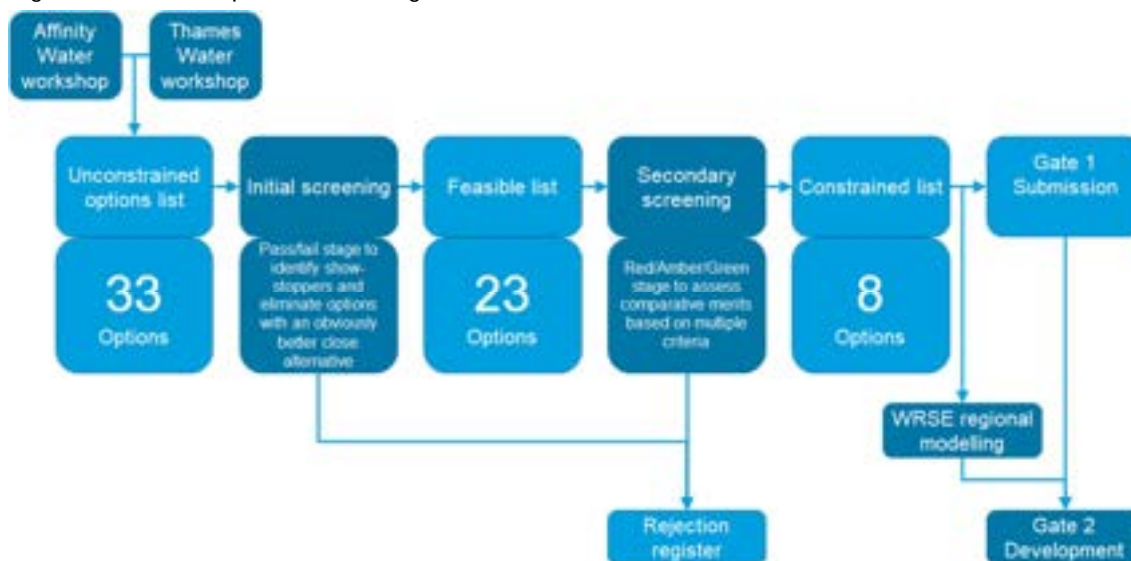 Affinity
Water
workshop
Thames
Water
workshop
Unconstrained
options list
Initial screening
Feasible list
Secondary
screening
Constrained list
Gate 1
Submission
33
Options
Pass/fail stage to
identify show-
stoppers and
eliminate options
with an obviously
better close
alternative
23
Options
Red/Amber/Green
stage to assess
comparative merits
based on multiple
criteria
8
Options
WRSE regional
modelling
Rejection
register
Gate 2
Development